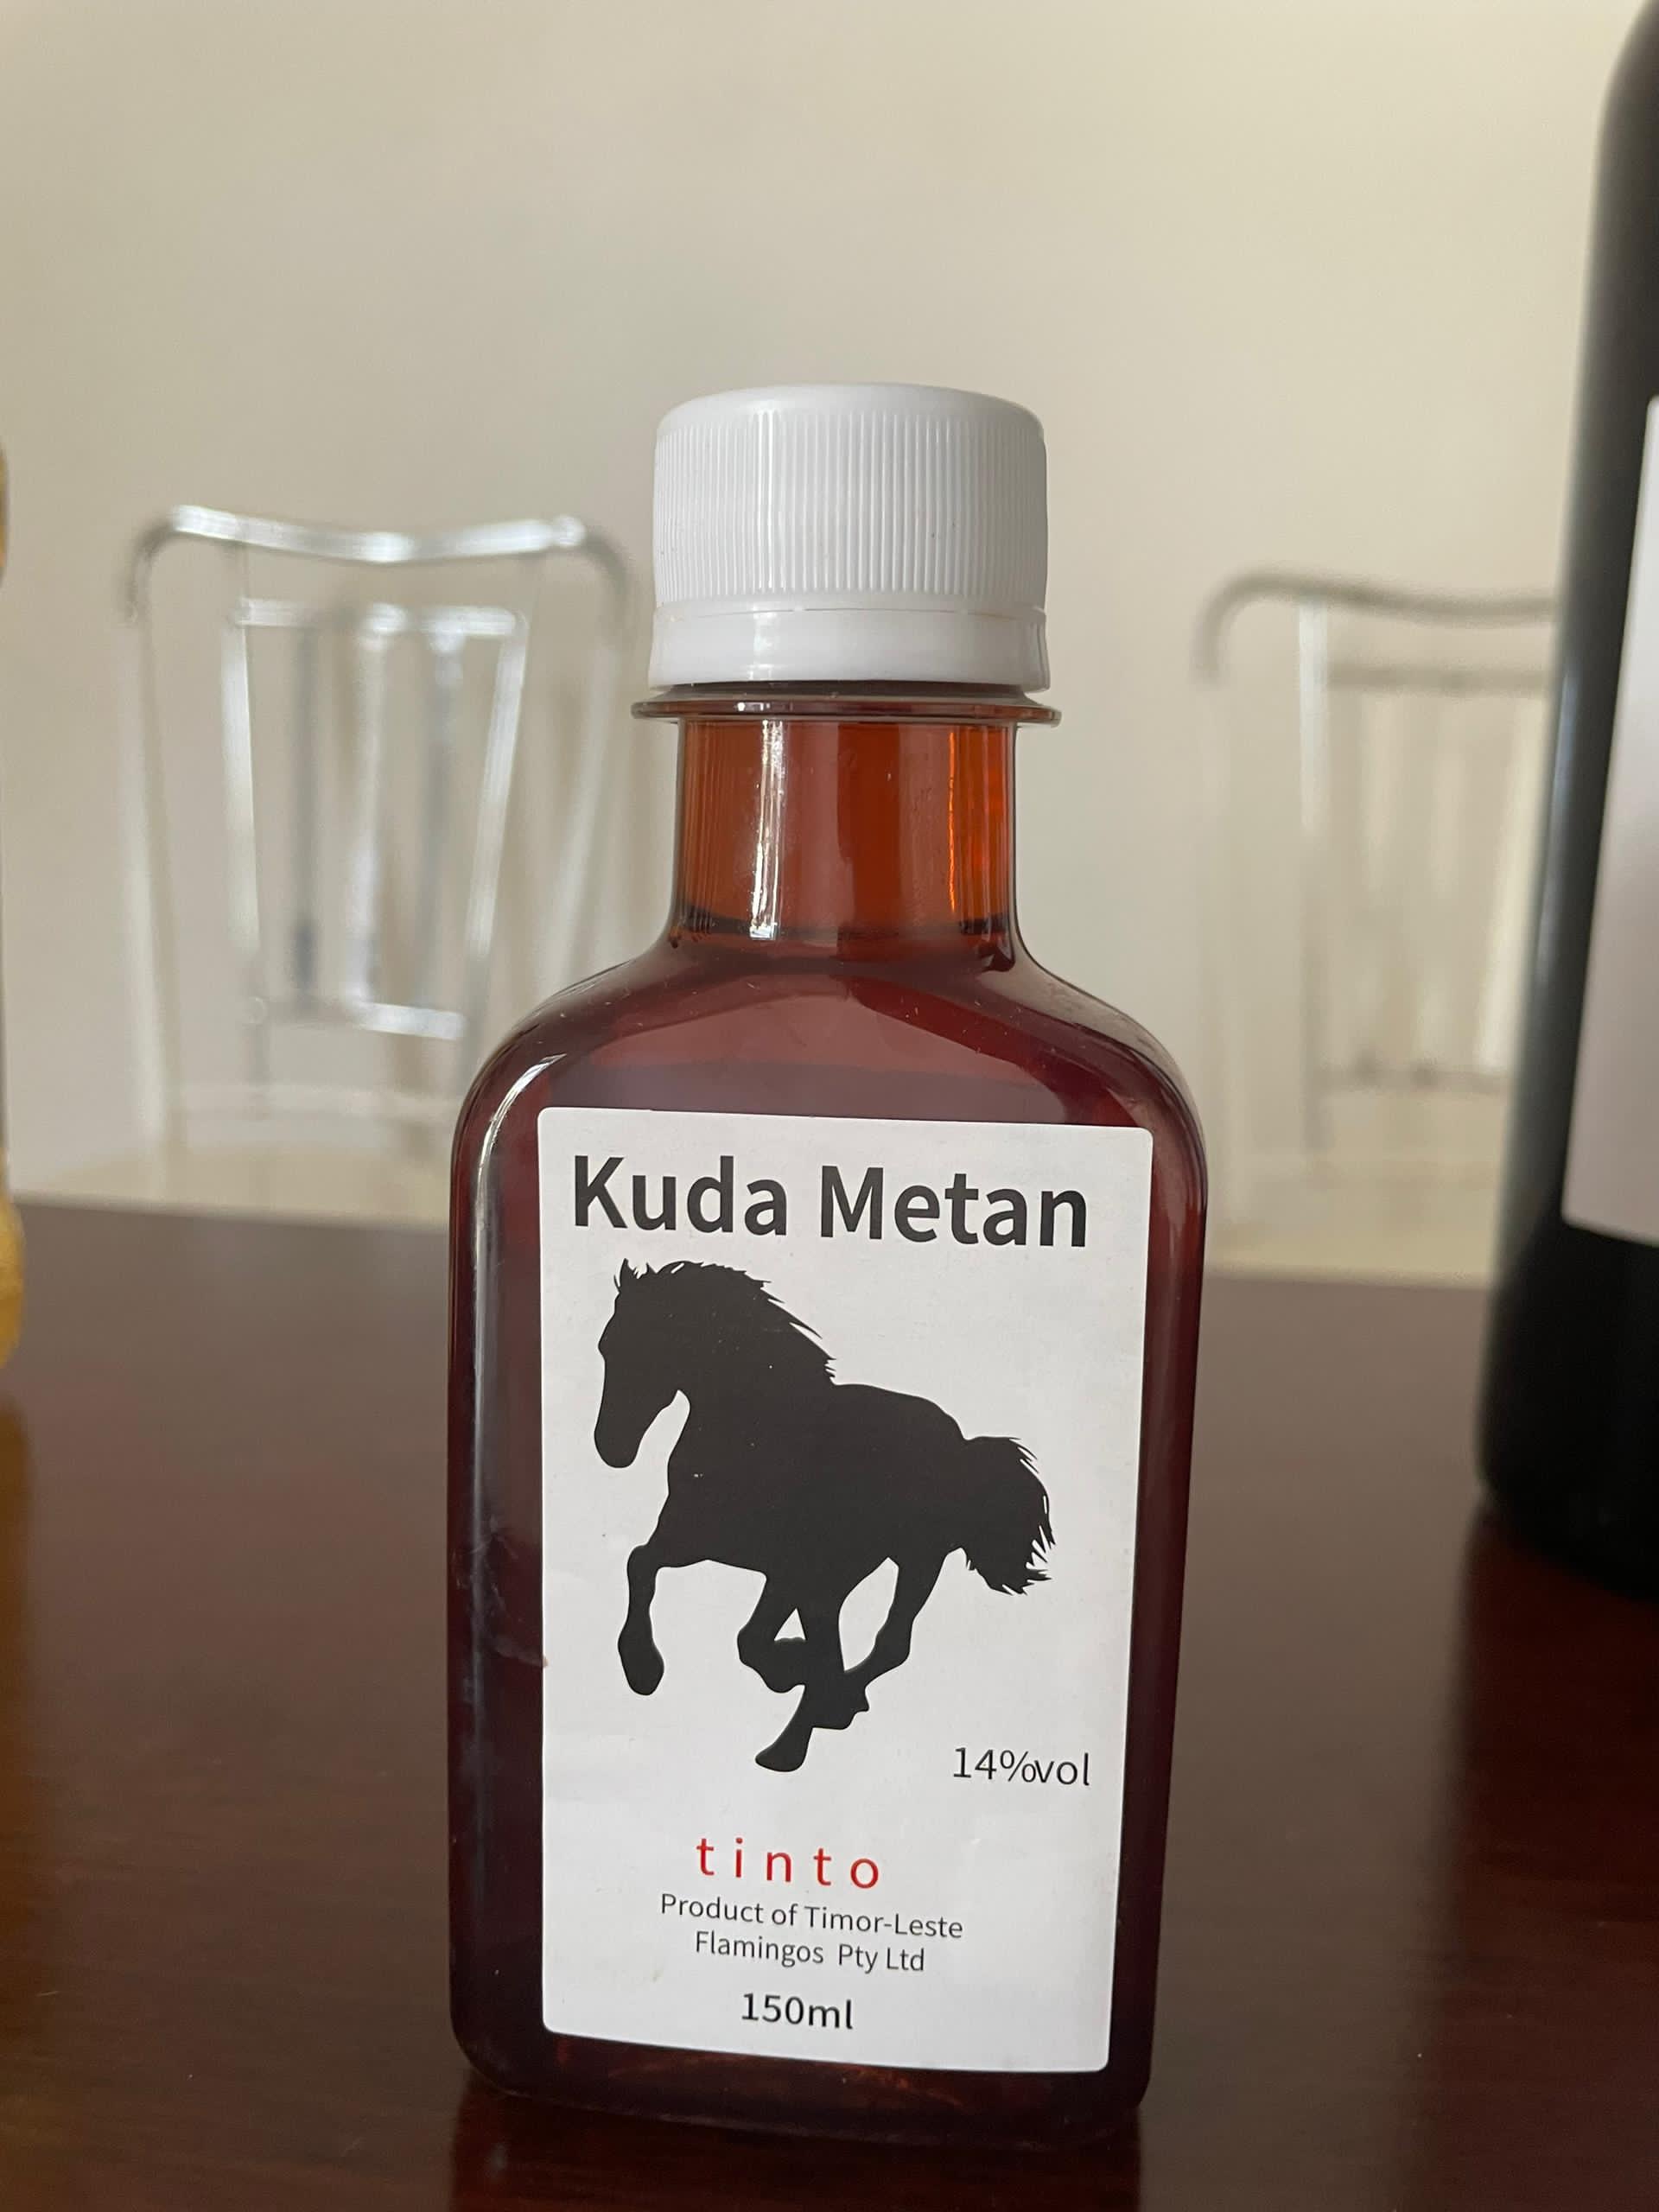 Kuda Metan
14%vol
tinto
Product of Timor-Leste
Flamingos Pty Ltd
150ml